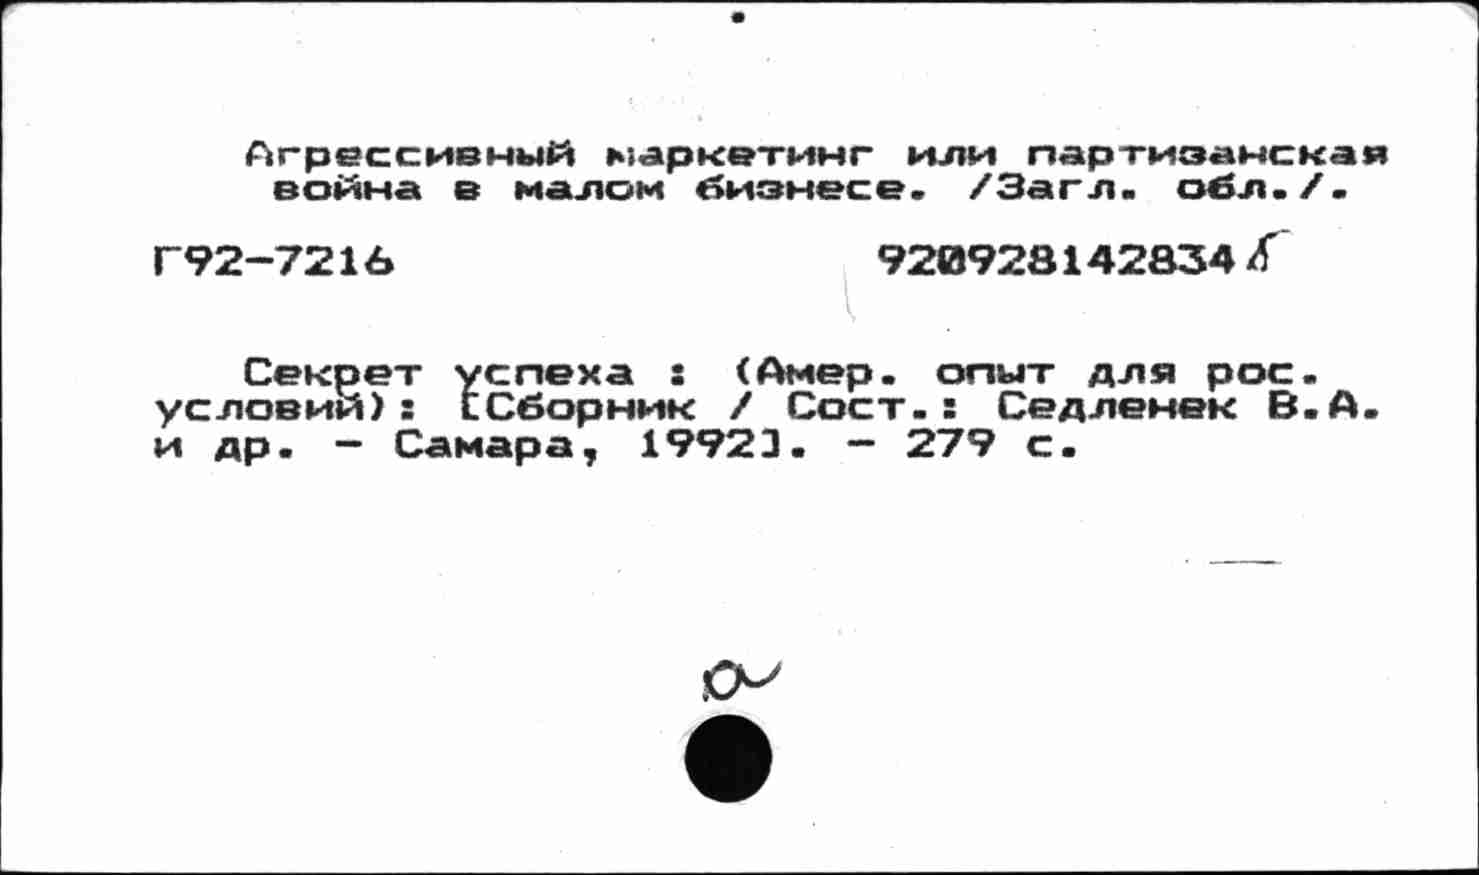 Агрессивный маркетинг или партизанская
война в малом бизнесе. /Загл. обл./.
Г92-7216 920928142834 б
Секрет успеха : (Амер. опыт для рос.
условий): [Сборник / Сост.: Седленек В.А.
и др. - Самара, 1992]. - 279 с.
а